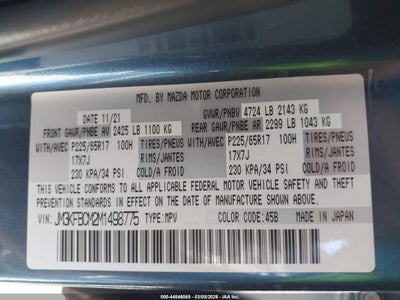 MFD. BY MAZDA MOTOR CORPORATION
DATE 11/21 GVWR/PNBV 4724 LB 2143 KG
FRONT GAWR/PNBE AV 2425 LB 1100 KG REAR GAWR/PNBE AR 2299 LB 1043 KG
WITH/AVEC P225/65R17 100H TIRES/PNEUS WITH/AVEC P225/65R17 100H TIRES/PNEUS
17X7J RIMS/JANTES 17X7J RIMS/JANTES
230 KPA/34 PSI COLD/A FROID 230 KPA/34 PSI COLD/A FROID
THIS VEHICLE CONFORMS TO ALL APPLICABLE FEDERAL MOTOR VEHICLE SAFETY AND THEFT
PREVENTION STANDARDS IN EFFECT ON THE DATE OF MANUFACTURE SHOWN ABOVE.
VIN: JM3KFBCM2M1498775 TYPE: MPV COLOR CODE: 45B MADE IN JAPAN
000-44546565 - 03/05/2026 -